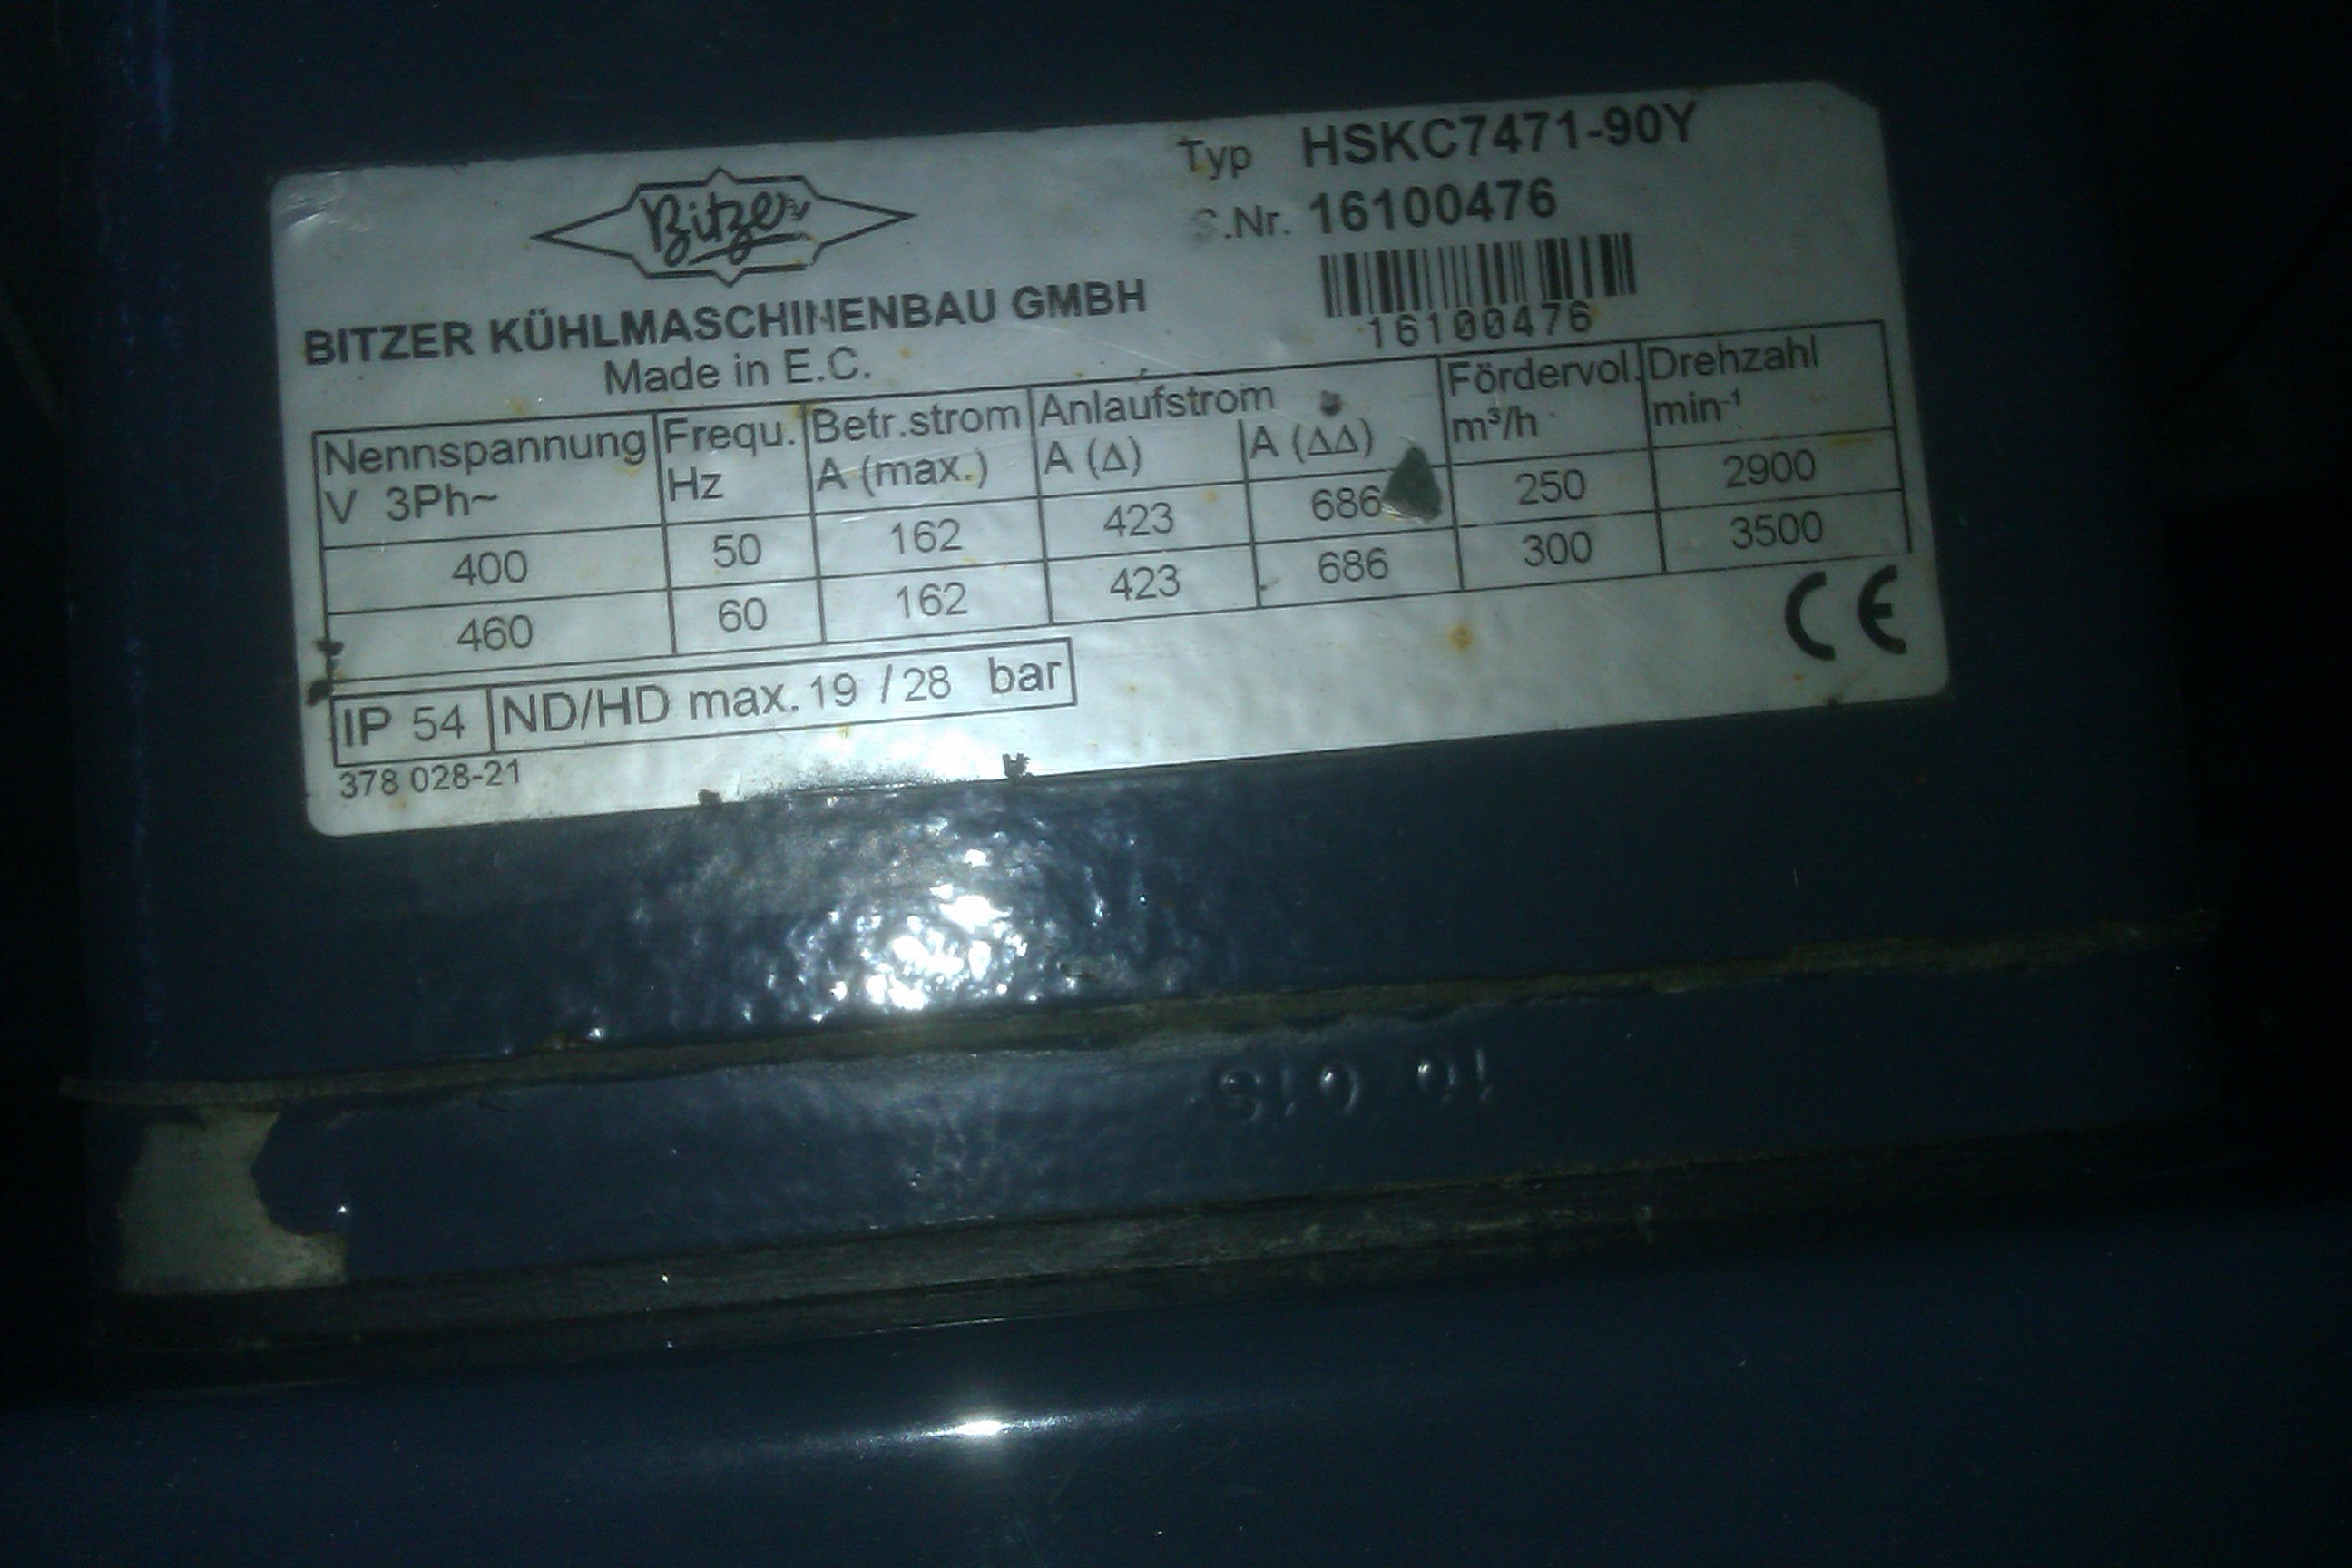 Bitzer
Typ HSKC7471-90Y
S.Nr. 16100476
16100476
BITZER KÜHLMASCHINENBAU GMBH
Made in E.C.
Nennspannung V 3Ph~ Frequ. Hz Betr.strom A (max.) Anlaufstrom A (Δ) A (ΔΔ) Fördervol. m³/h Drehzahl min-1
400 50 162 423 686 250 2900
460 60 162 423 686 300 3500
IP 54 ND/HD max. 19 / 28 bar
CE
378 028-21